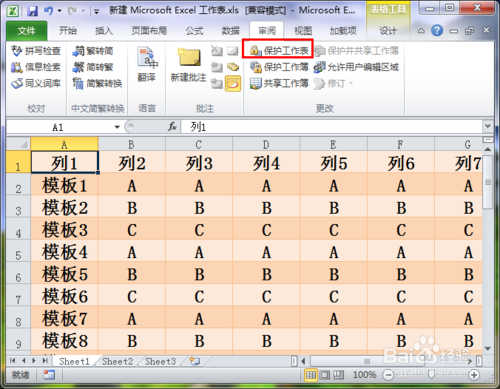 新建 Microsoft Excel 工作表.xls [兼容模式] - Microsoft E... 表格工具
文件 开始 插入 页面布局 公式 数据 审阅 视图 加载项 设计
拼写检查 繁转简 保护工作表 保护并共享工作簿
信息检索 简转繁 翻译 新建批注 保护工作簿 允许用户编辑区域
同义词库 简繁转换 共享工作簿 修订
校对 中文简繁转换 语言 批注 更改
A1 fx 列1
A B C D E F G
1 列1 列2 列3 列4 列5 列6 列7
2 模板1 A A A A A A
3 模板2 B B B B B B
4 模板3 C C C C C C
5 模板4 A A A A A A
6 模板5 B B B B B B
7 模板6 C C C C C C
8 模板7 A A A A A A
9 模板8 B B B B B B
Sheet1 Sheet2 Sheet3
就绪 100%
Baidu 经验